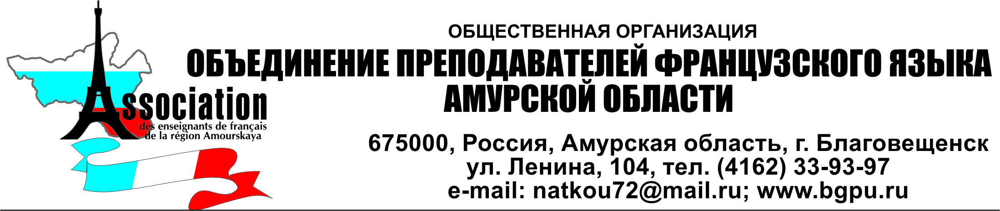 Association
des enseignants de français
de la région Amourskaya
ОБЩЕСТВЕННАЯ ОРГАНИЗАЦИЯ
ОБЪЕДИНЕНИЕ ПРЕПОДАВАТЕЛЕЙ ФРАНЦУЗСКОГО ЯЗЫКА
АМУРСКОЙ ОБЛАСТИ
675000, Россия, Амурская область, г. Благовещенск
ул. Ленина, 104, тел. (4162) 33-93-97
e-mail: natkou72@mail.ru; www.bgpu.ru